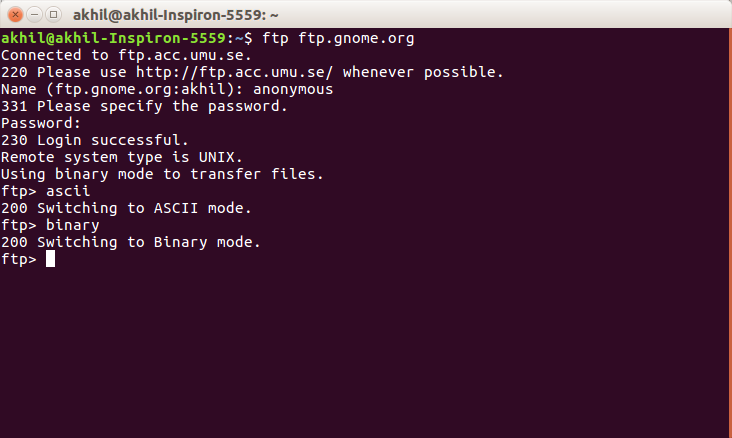 akhil@akhil-Inspiron-5559: ~
akhil@akhil-Inspiron-5559:~$ ftp ftp.gnome.org
Connected to ftp.acc.umu.se.
220 Please use http://ftp.acc.umu.se/ whenever possible.
Name (ftp.gnome.org:akhil): anonymous
331 Please specify the password.
Password:
230 Login successful.
Remote system type is UNIX.
Using binary mode to transfer files.
ftp> ascii
200 Switching to ASCII mode.
ftp> binary
200 Switching to Binary mode.
ftp>